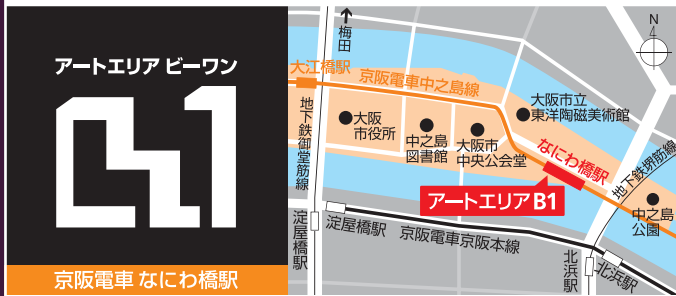 アートエリア ビーワン
京阪電車 なにわ橋駅
梅田
N
大江橋駅
京阪電車中之島線
地下鉄御堂筋線
大阪
市役所
中之島
図書館
大阪市
中央公会堂
大阪市立
東洋陶磁美術館
なにわ橋駅
アートエリアB1
地下鉄堺筋線
中之島
公園
淀屋橋駅
淀屋橋駅
京阪電車京阪本線
北浜駅
北浜駅